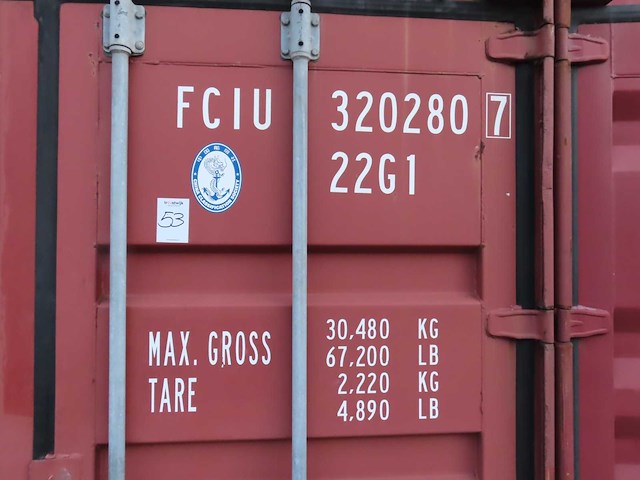 FCIU 320280 7
22G1
53
MAX. GROSS 30,480 KG
67,200 LB
TARE 2,220 KG
4,890 LB